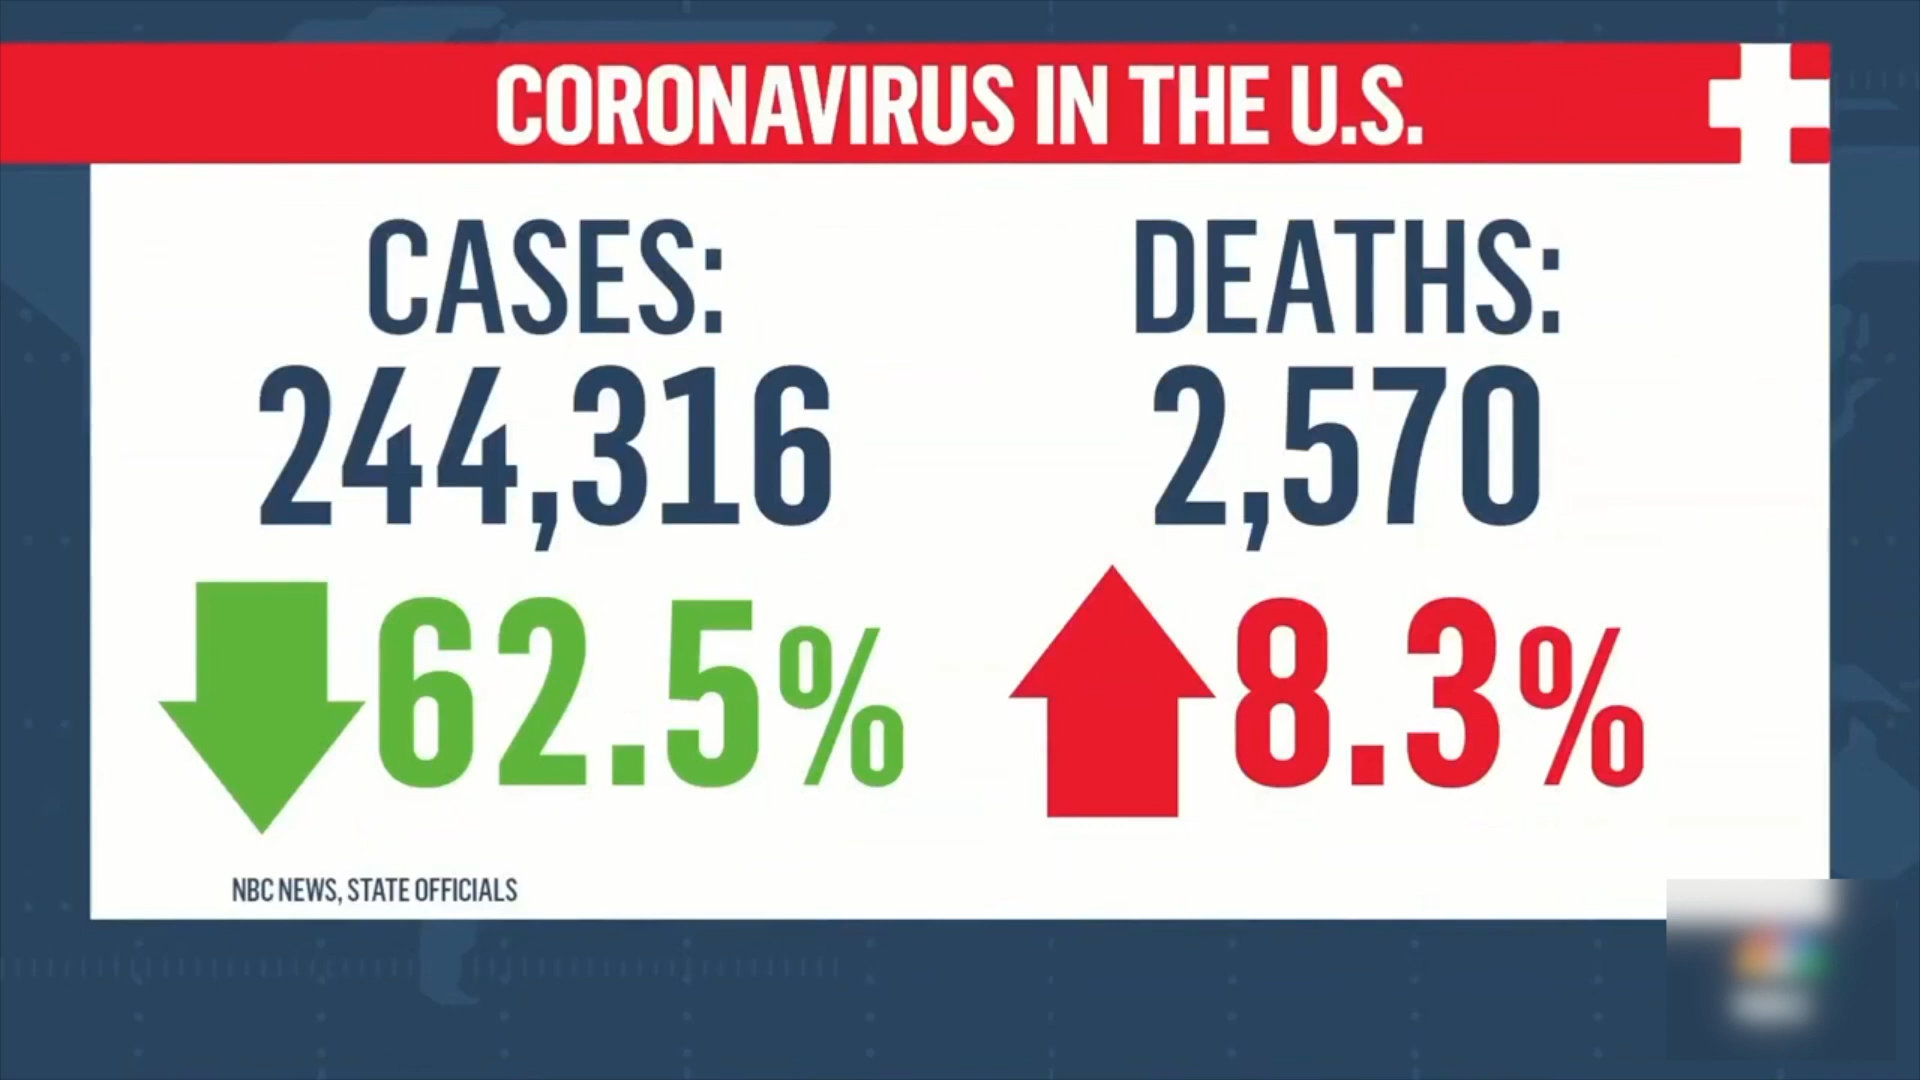 CORONAVIRUS IN THE U.S.
CASES:
244,316
62.5%
DEATHS:
2,570
8.3%
NBC NEWS, STATE OFFICIALS